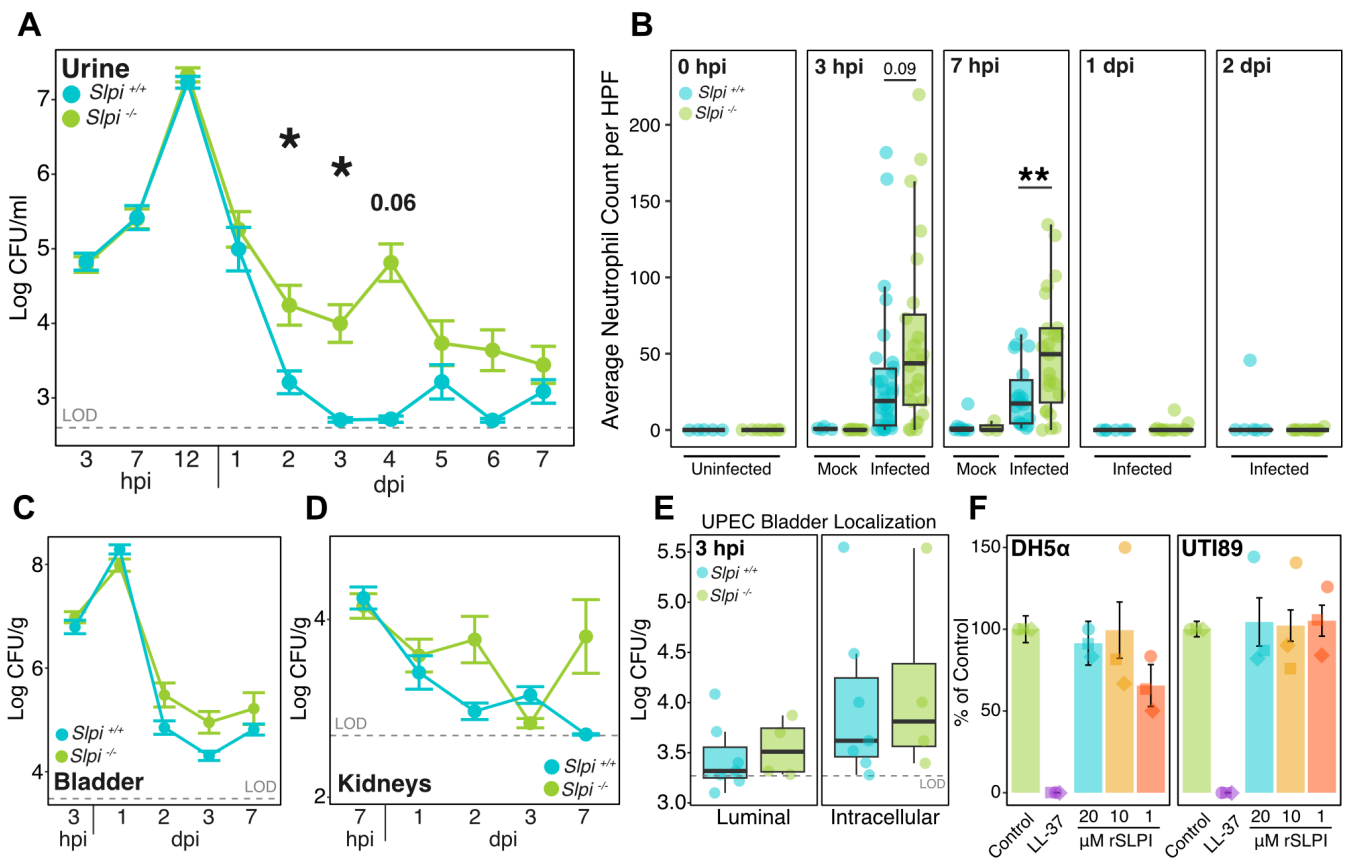 A
Urine
Slpi +/+
Slpi -/-
* * 0.06
Log CFU/ml
7
6
5
4
3
LOD
3 7 12 1 2 3 4 5 6 7
hpi dpi
B
0 hpi 3 hpi 7 hpi 1 dpi 2 dpi
Slpi +/+
Slpi -/-
0.09
**
Average Neutrophil Count per HPF
200
150
100
50
0
Uninfected Mock Infected Mock Infected Infected Infected
C
Log CFU/g
8
6
4
Slpi +/+
Slpi -/-
Bladder
LOD
3 1 2 3 7
hpi dpi
D
Log CFU/g
4
2
LOD
Kidneys
Slpi +/+
Slpi -/-
7 1 2 3 7
hpi dpi
E
UPEC Bladder Localization
3 hpi
Slpi +/+
Slpi -/-
Log CFU/g
5.5
5.0
4.5
4.0
3.5
3.0
LOD
Luminal Intracellular
F
DH5α UTI89
% of Control
150
100
50
0
Control LL-37 20 10 1 Control LL-37 20 10 1
µM rSLPI µM rSLPI